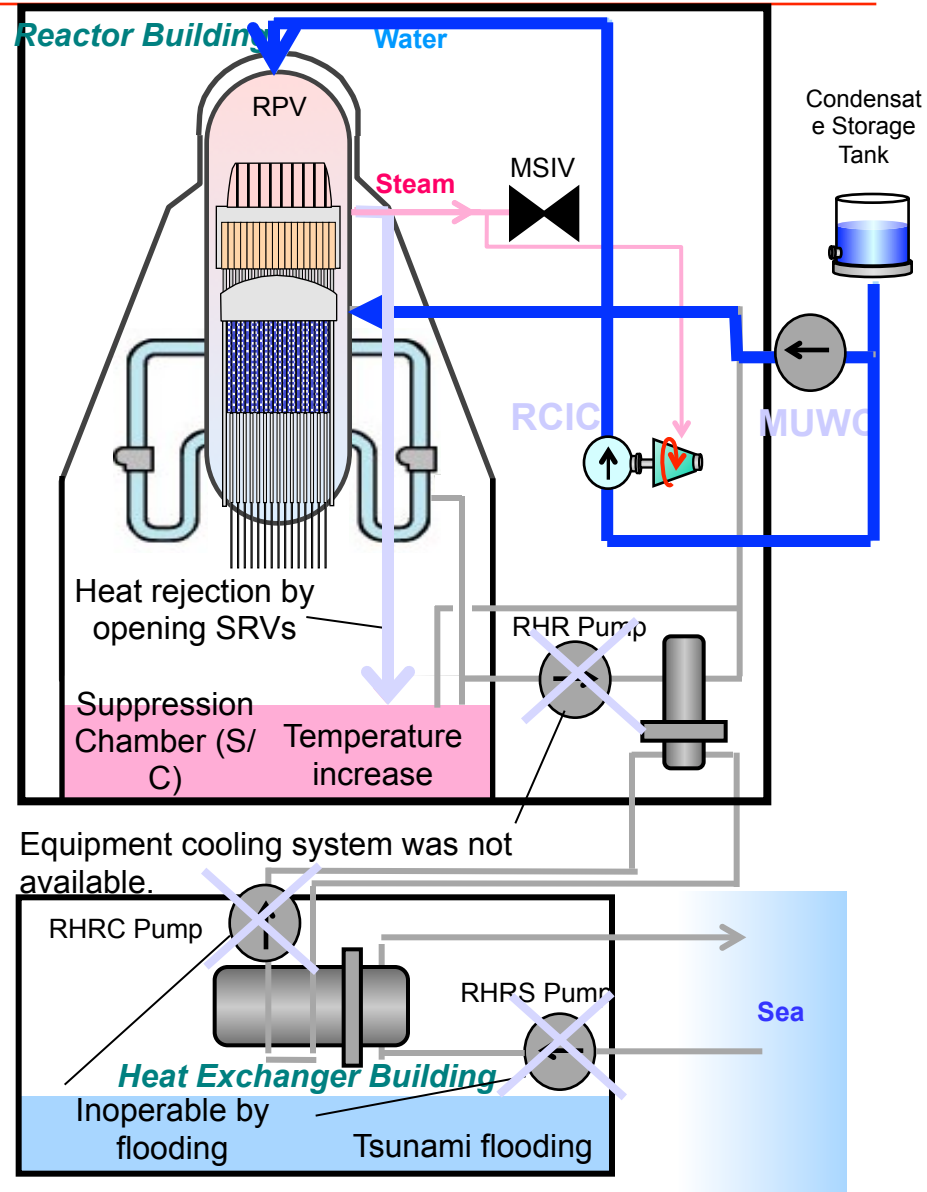 Reactor Building
Water
RPV
Condensat
e Storage
Tank
MSIV
Steam
RCIC
MUWC
Heat rejection by
opening SRVs
RHR Pump
Suppression
Chamber (S/
C)
Temperature
increase
Equipment cooling system was not
available.
RHRC Pump
RHRS Pump
Sea
Heat Exchanger Building
Inoperable by
flooding
Tsunami flooding